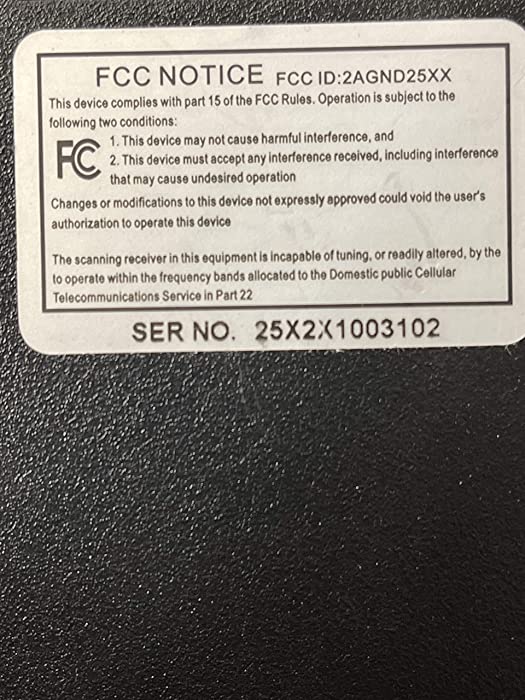 FCC NOTICE FCC ID:2AGND25XX
This device complies with part 15 of the FCC Rules. Operation is subject to the
following two conditions:
FC
1. This device may not cause harmful interference, and
2. This device must accept any interference received, including interference
that may cause undesired operation
Changes or modifications to this device not expressly approved could void the user's
authorization to operate this device
The scanning receiver in this equipment is incapable of tuning, or readily altered, by the
to operate within the frequency bands allocated to the Domestic public Cellular
Telecommunications Service in Part 22
SER NO. 25X2X1003102